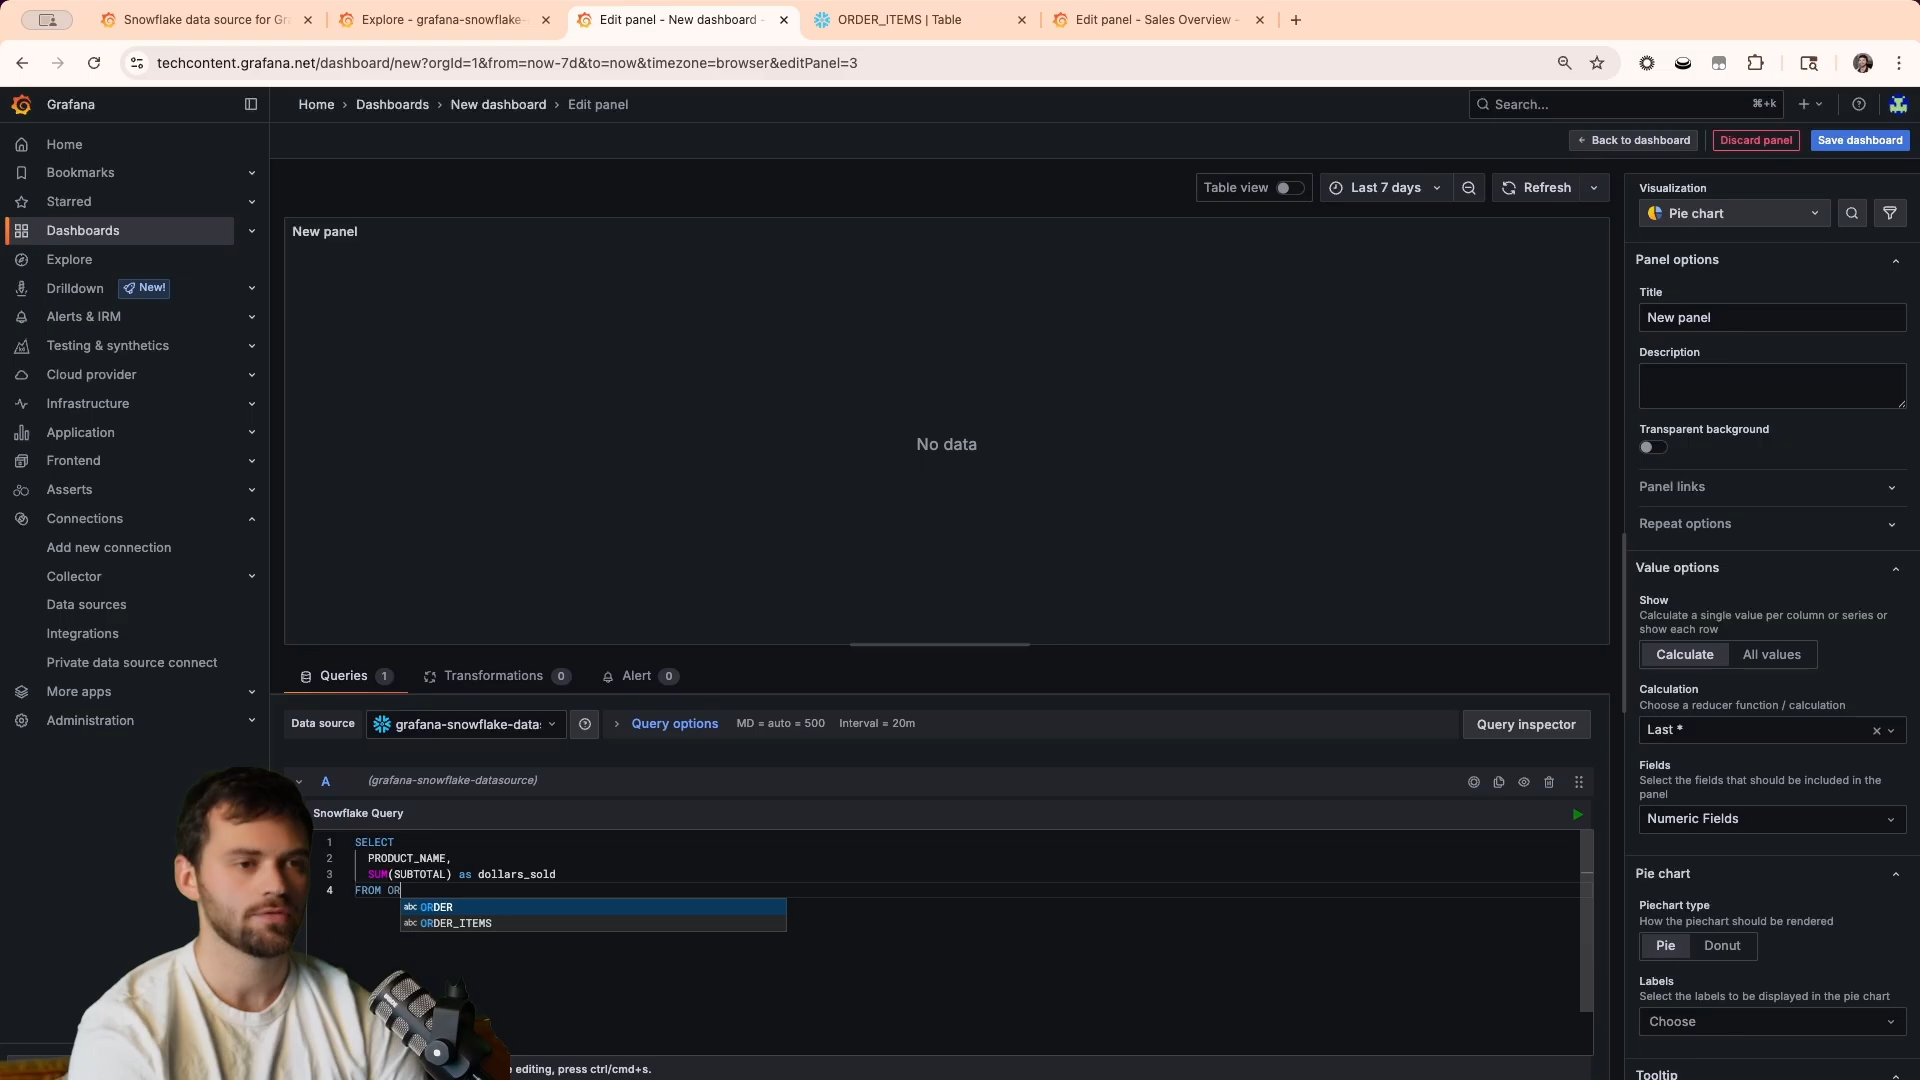 Snowflake data source for Gr
Explore - grafana-snowflake-
Edit panel - New dashboard -
ORDER_ITEMS | Table
Edit panel - Sales Overview -
techcontent.grafana.net/dashboard/new?orgId=1&from=now-7d&to=now&timezone=browser&editPanel=3
Grafana
Home › Dashboards › New dashboard › Edit panel
Search...
⌘+k
Back to dashboard
Discard panel
Save dashboard
Home
Bookmarks
Starred
Dashboards
Explore
Drilldown
New!
Alerts & IRM
Testing & synthetics
Cloud provider
Infrastructure
Application
Frontend
Asserts
Connections
Add new connection
Collector
Data sources
Integrations
Private data source connect
More apps
Administration
Table view
Last 7 days
Refresh
New panel
No data
Queries 1
Transformations 0
Alert 0
Data source
grafana-snowflake-data
Query options
MD = auto = 500
Interval = 20m
Query inspector
A
(grafana-snowflake-datasource)
Snowflake Query
1 SELECT
2 PRODUCT_NAME,
3 SUM(SUBTOTAL) as dollars_sold
4 FROM OR
abc ORDER
abc ORDER_ITEMS
editing, press ctrl/cmd+s.
Visualization
Pie chart
Panel options
Title
New panel
Description
Transparent background
Panel links
Repeat options
Value options
Show
Calculate a single value per column or series or
show each row
Calculate
All values
Calculation
Choose a reducer function / calculation
Last *
Fields
Select the fields that should be included in the
panel
Numeric Fields
Pie chart
Piechart type
How the piechart should be rendered
Pie
Donut
Labels
Select the labels to be displayed in the pie chart
Choose
Tooltip